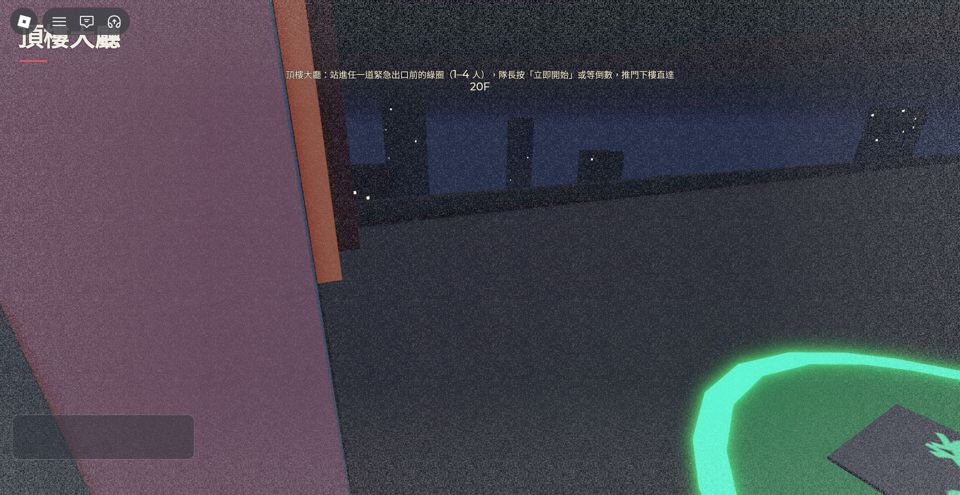 頂樓大廳
頂樓大廳：站進任一道緊急出口前的綠圈（1–4 人），隊長按「立即開始」或等倒數，推門下樓直達
20F